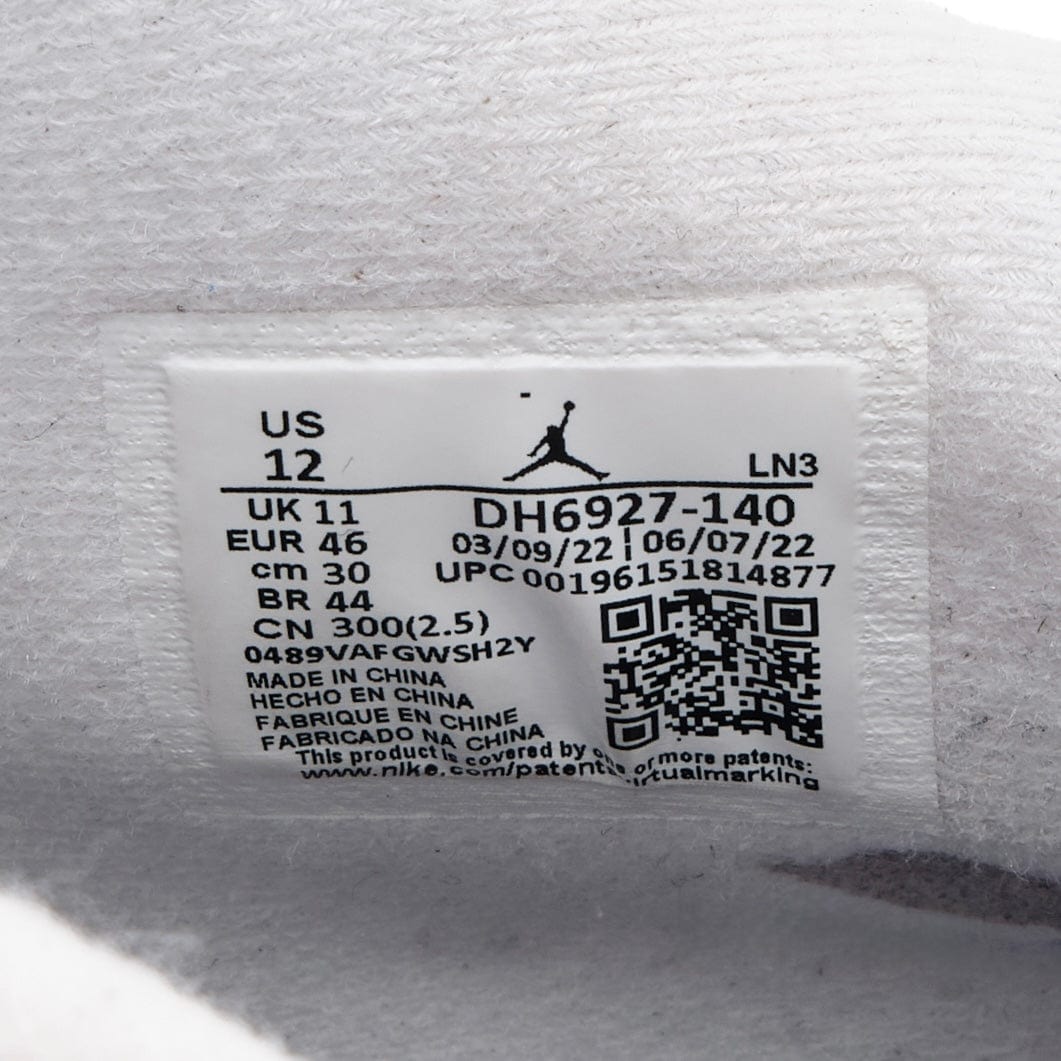 US
12
LN3
UK 11
DH6927-140
EUR 46
03/09/22 | 06/07/22
cm 30
UPC 00196151814877
BR 44
CN 300(2.5)
0489VAFGWSH2Y
MADE IN CHINA
HECHO EN CHINA
FABRIQUE EN CHINE
FABRICADO NA CHINA
This product is covered by one or more patents:
www.nike.com/patents